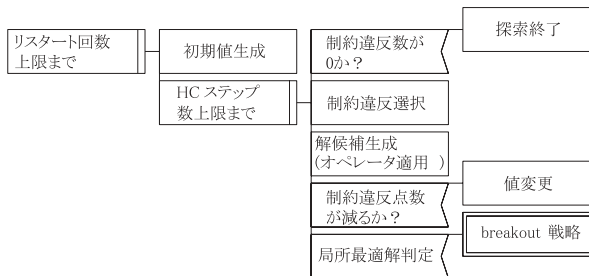 リスタート回数
上限まで
初期値生成
HC ステップ
数上限まで
制約違反数が
0か？
探索終了
制約違反選択
解候補生成
(オペレータ適用 )
制約違反点数
が減るか？
値変更
局所最適解判定
breakout 戦略